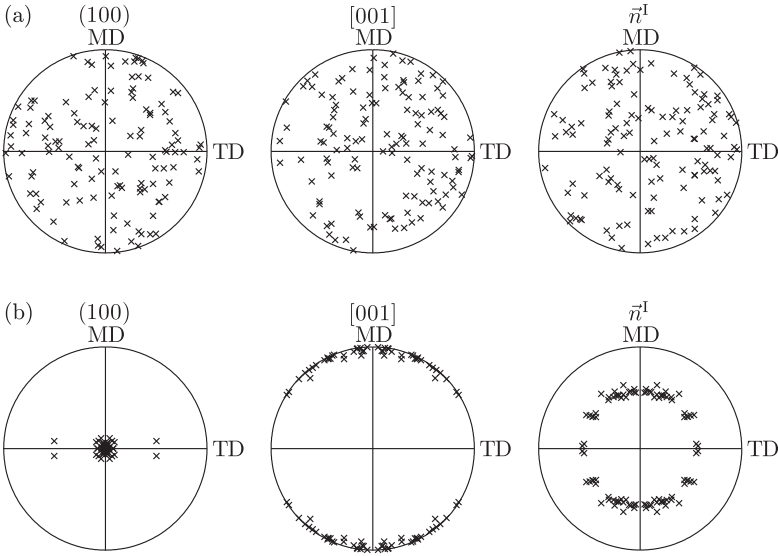 (a) (100) [001] n⃗ᴵ
MD MD MD
TD TD TD
(b) (100) [001] n⃗ᴵ
MD MD MD
TD TD TD